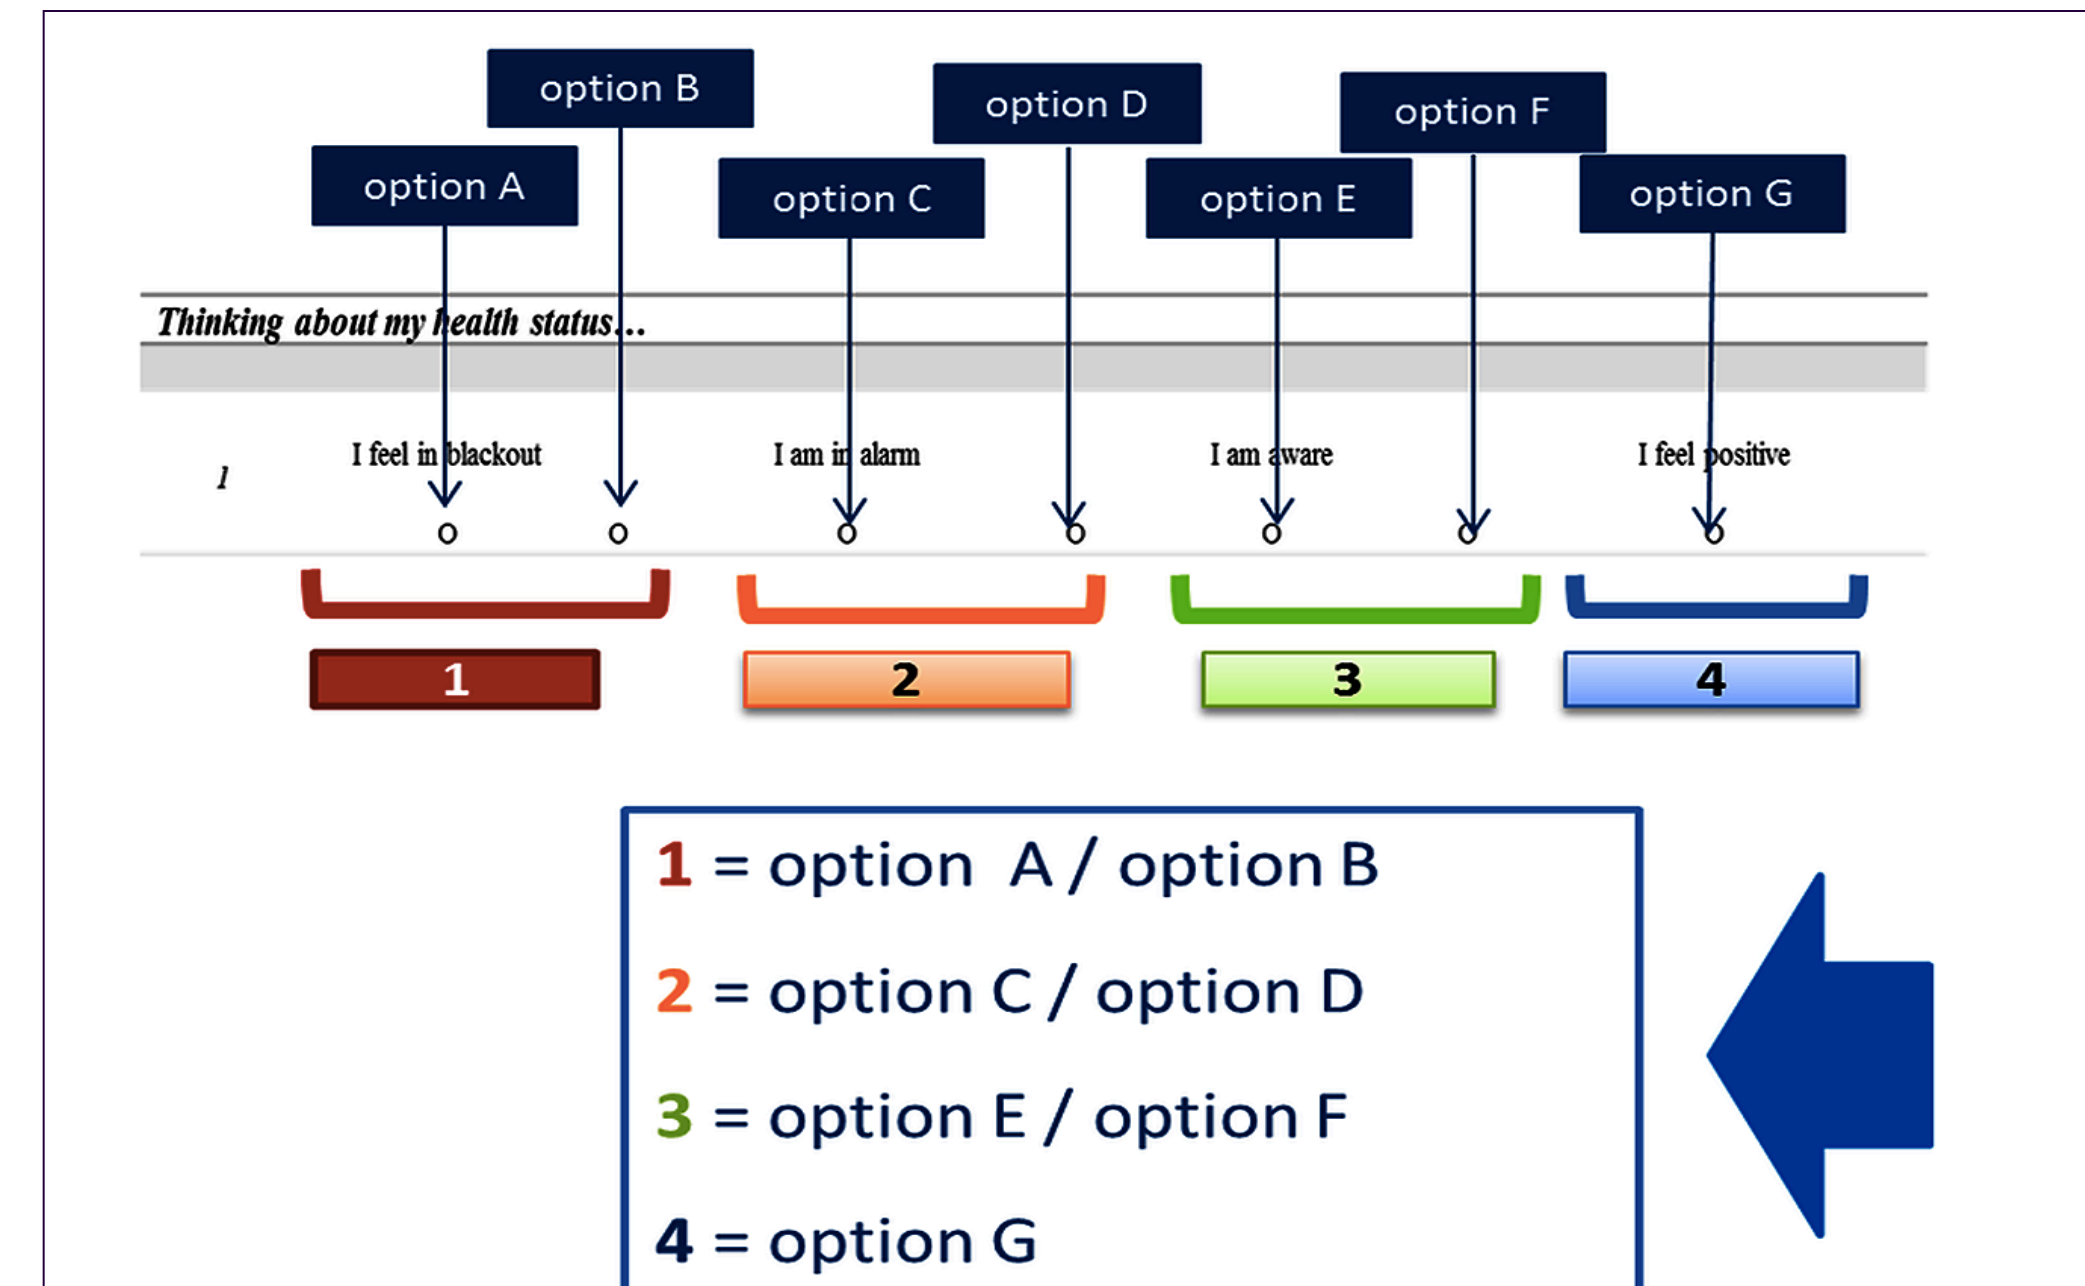 option B
option D
option F
option A
option C
option E
option G
Thinking about my health status...
I feel in blackout
I am in alarm
I am aware
I feel positive
1
O O O O O O O
1
2
3
4
1 = option A / option B
2 = option C / option D
3 = option E / option F
4 = option G